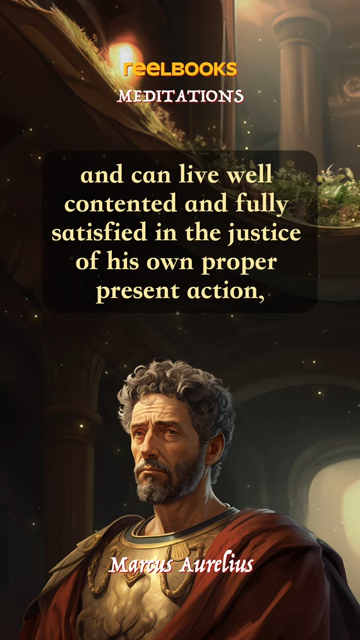 reelbooks
MEDITATIONS
and can live well
contented and fully
satisfied in the justice
of his own proper
present action,
Marcus Aurelius